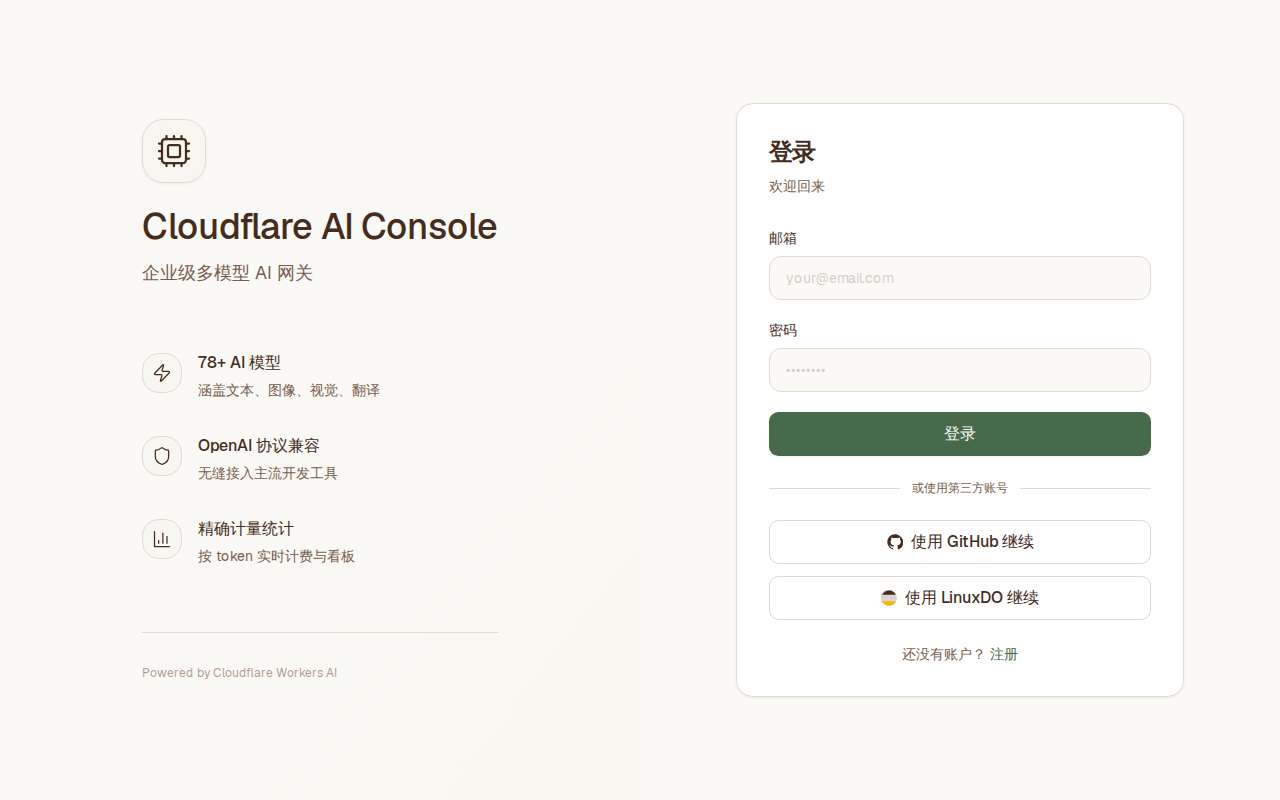 Cloudflare AI Console
企业级多模型 AI 网关
78+ AI 模型
涵盖文本、图像、视觉、翻译
OpenAI 协议兼容
无缝接入主流开发工具
精确计量统计
按 token 实时计费与看板
Powered by Cloudflare Workers AI
登录
欢迎回来
邮箱
your@email.com
密码
••••••••
登录
或使用第三方账号
使用 GitHub 继续
使用 LinuxDO 继续
还没有账户？ 注册